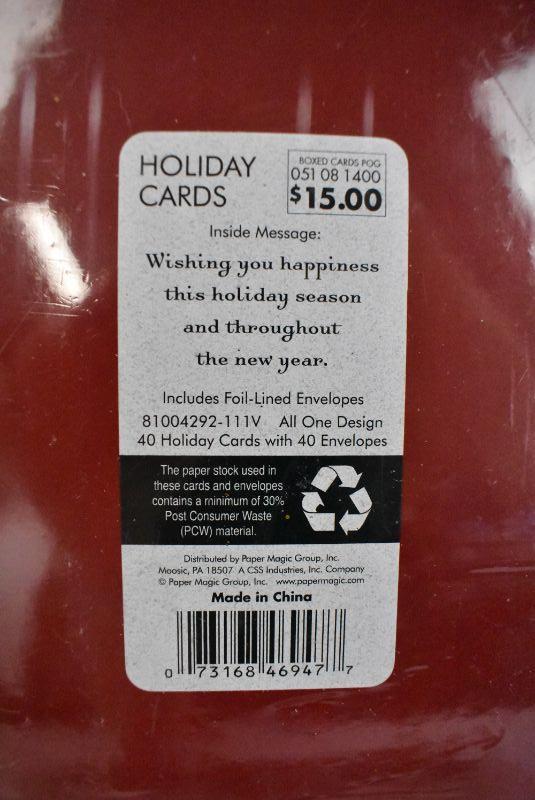 HOLIDAY
CARDS
BOXED CARDS POG
051 08 1400
$15.00
Inside Message:
Wishing you happiness
this holiday season
and throughout
the new year.
Includes Foil-Lined Envelopes
81004292-111V All One Design
40 Holiday Cards with 40 Envelopes
The paper stock used in
these cards and envelopes
contains a minimum of 30%
Post Consumer Waste
(PCW) material.
Distributed by Paper Magic Group, Inc.
Moosic, PA 18507 A CSS Industries, Inc. Company
© Paper Magic Group, Inc. www.papermagic.com
Made in China
0 73168 46947 7